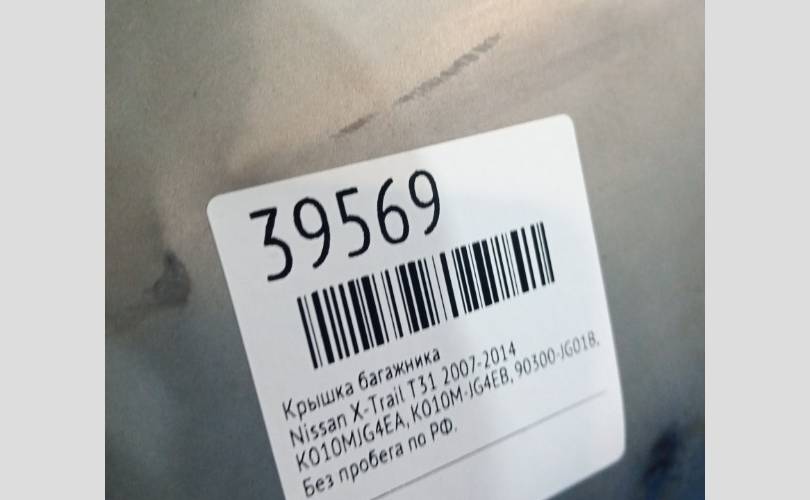 39569
Крышка багажника
Nissan X-Trail T31 2007-2014
K010MJG4EA, K010M-JG4EB, 90300-JG01B,
Без пробега по РФ.